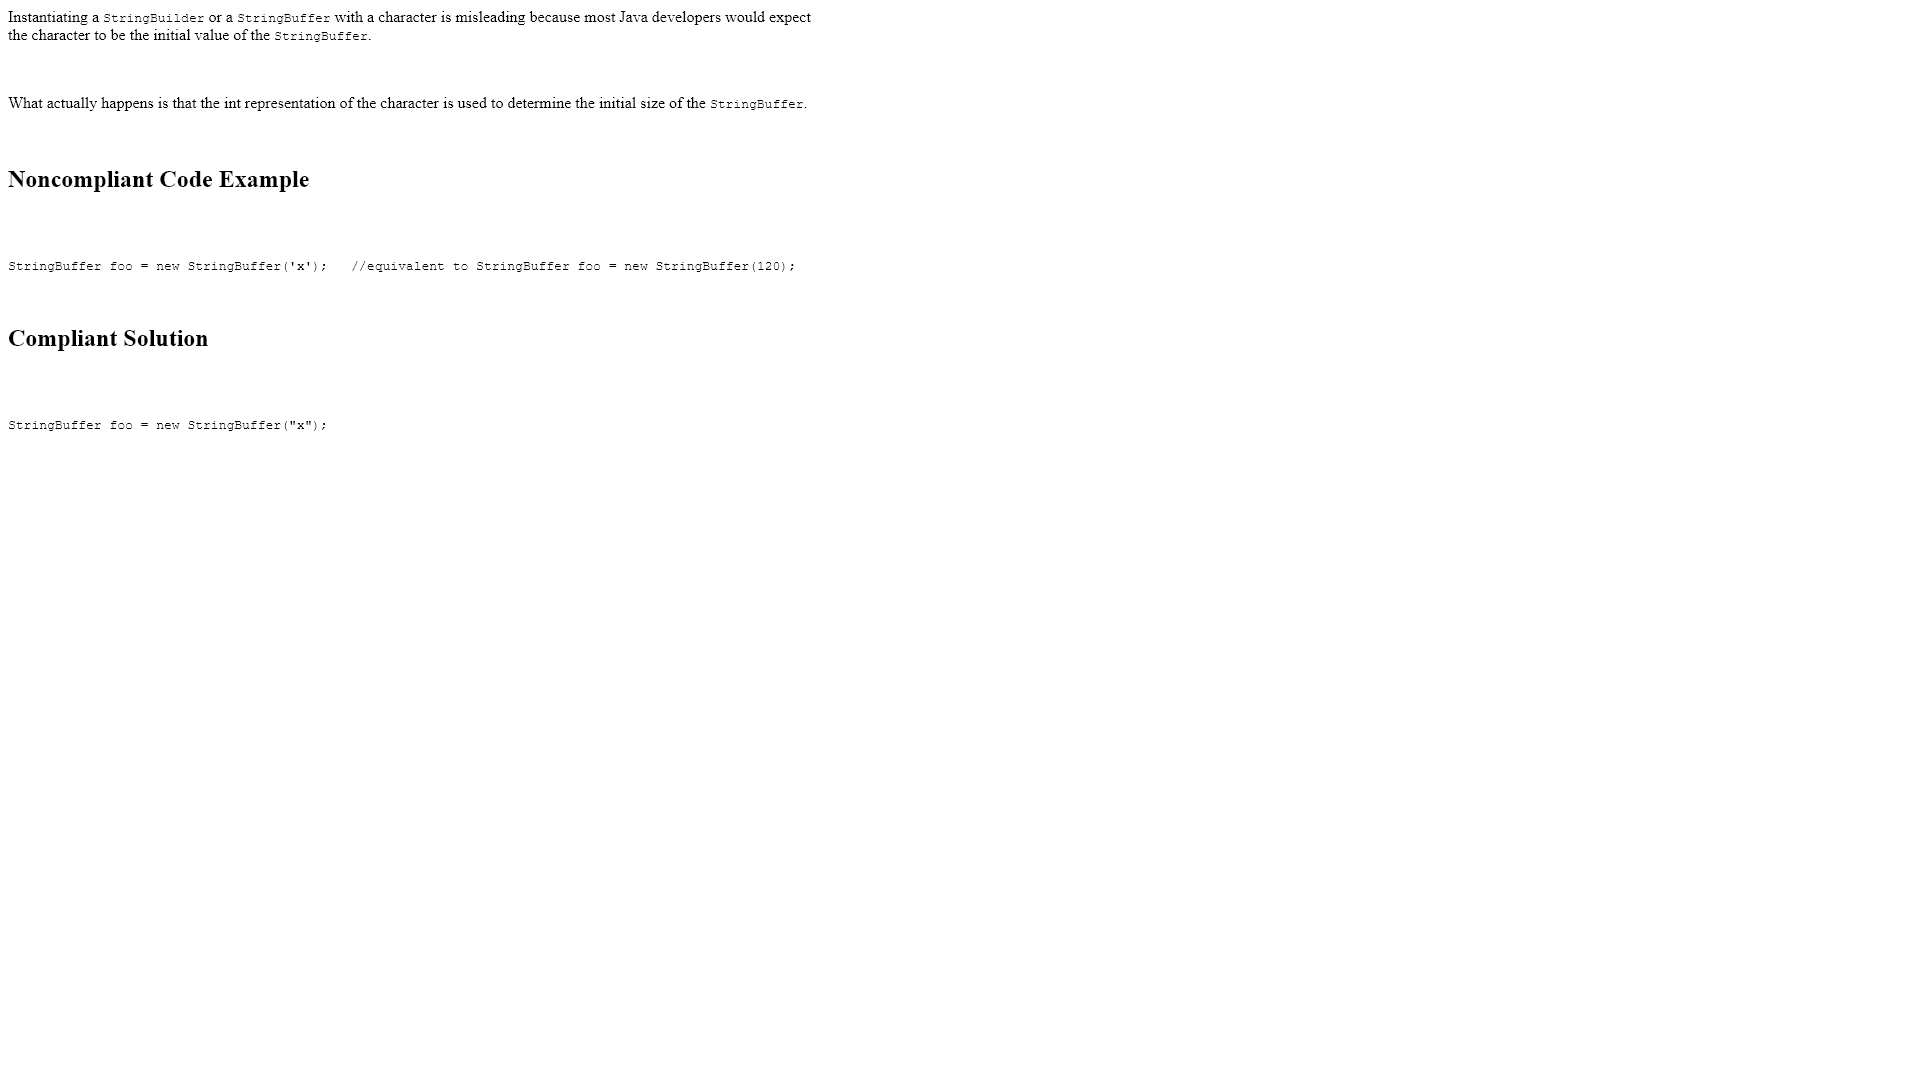 Instantiating a StringBuilder or a StringBuffer with a character is misleading because most Java developers would expect
the character to be the initial value of the StringBuffer.
What actually happens is that the int representation of the character is used to determine the initial size of the StringBuffer.
Noncompliant Code Example
StringBuffer foo = new StringBuffer('x');   //equivalent to StringBuffer foo = new StringBuffer(120);
Compliant Solution
StringBuffer foo = new StringBuffer("x");